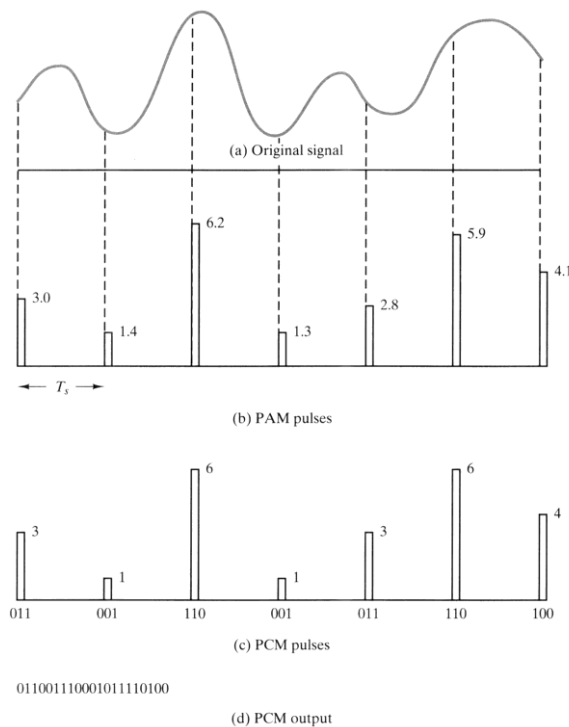 (a) Original signal
6.2
5.9
4.1
3.0
2.8
1.4
1.3
T_s
(b) PAM pulses
6
6
4
3
3
1
1
011 001 110 001 011 110 100
(c) PCM pulses
011001110001011110100
(d) PCM output